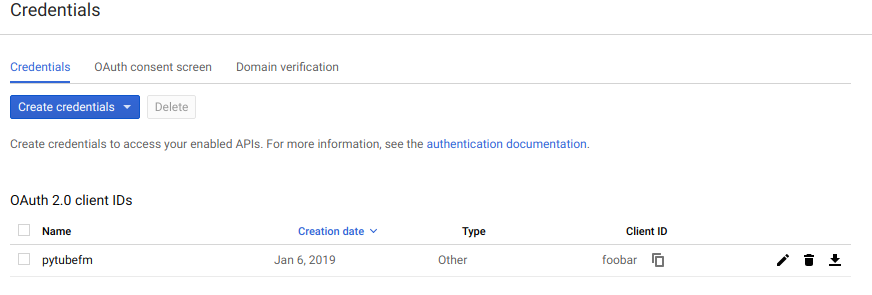 Credentials
Credentials OAuth consent screen Domain verification
Create credentials Delete
Create credentials to access your enabled APIs. For more information, see the authentication documentation.
OAuth 2.0 client IDs
Name Creation date Type Client ID
pytubefm Jan 6, 2019 Other foobar